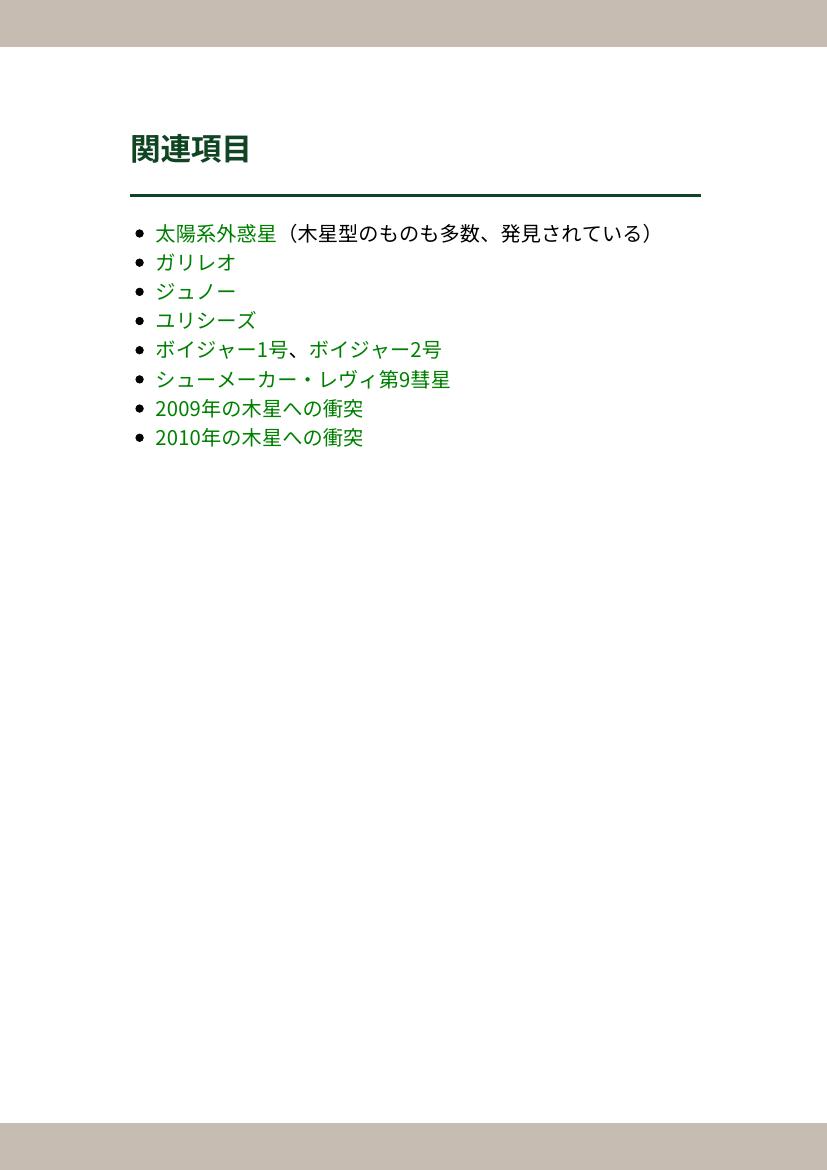 関連項目
太陽系外惑星（木星型のものも多数、発見されている）
ガリレオ
ジュノー
ユリシーズ
ボイジャー1号、ボイジャー2号
シューメーカー・レヴィ第9彗星
2009年の木星への衝突
2010年の木星への衝突